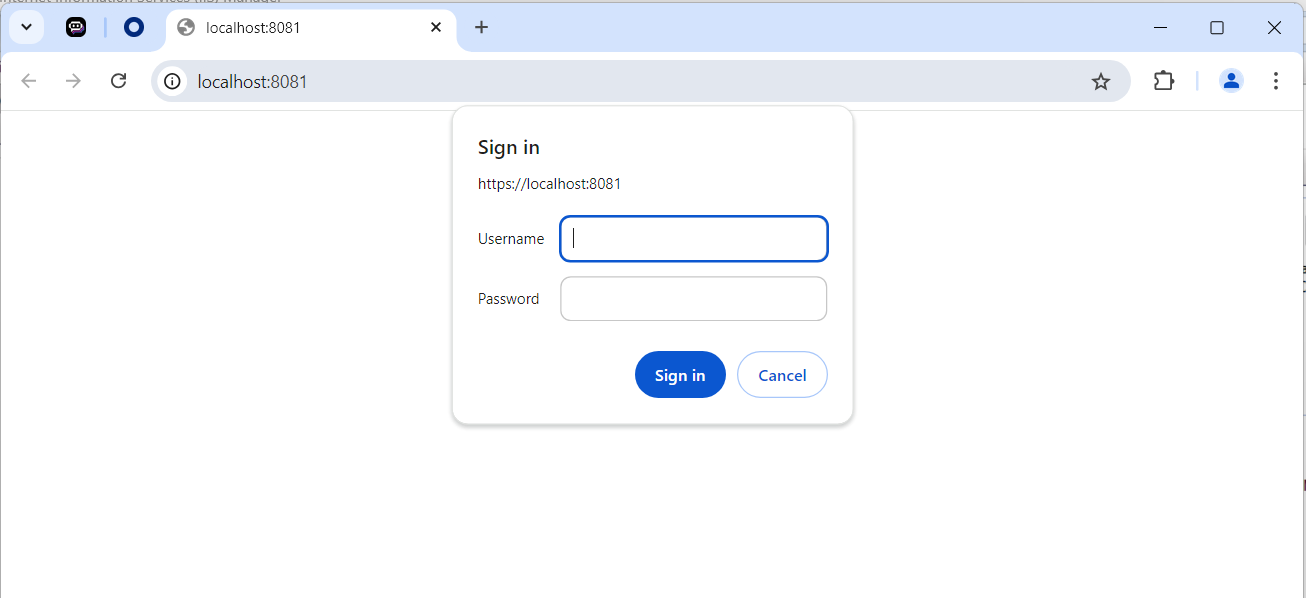 Internet Information Services (IIS) Manager
localhost:8081
localhost:8081
Sign in
https://localhost:8081
Username
Password
Sign in
Cancel